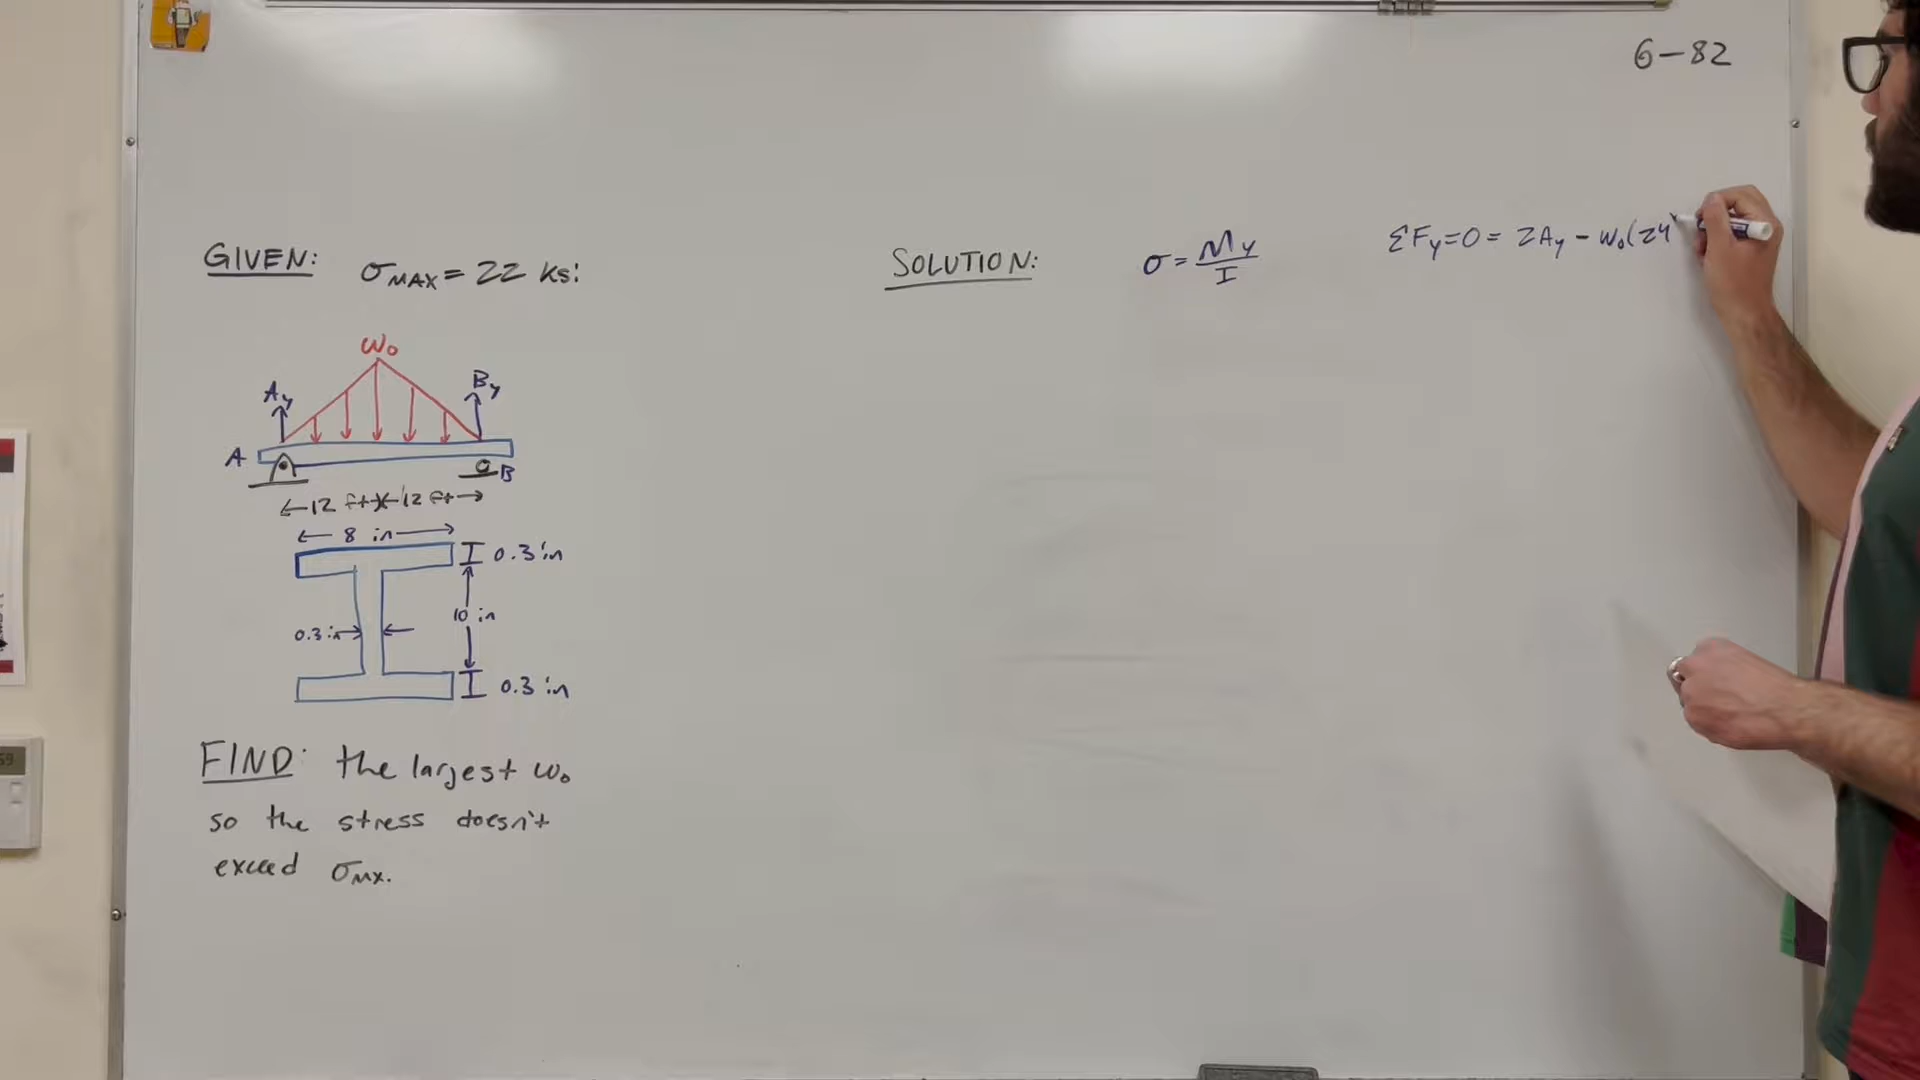 6-82
GIVEN: σMAX = 22 ksi
SOLUTION: σ = My/I
ΣFy=0= 2Ay - w₀(24)
w₀
Ay
By
A
B
←12 ft→←12 ft→
← 8 in →
0.3 in
10 in
0.3 in
0.3 in
FIND: the largest w₀
so the stress doesn't
exceed σMX.